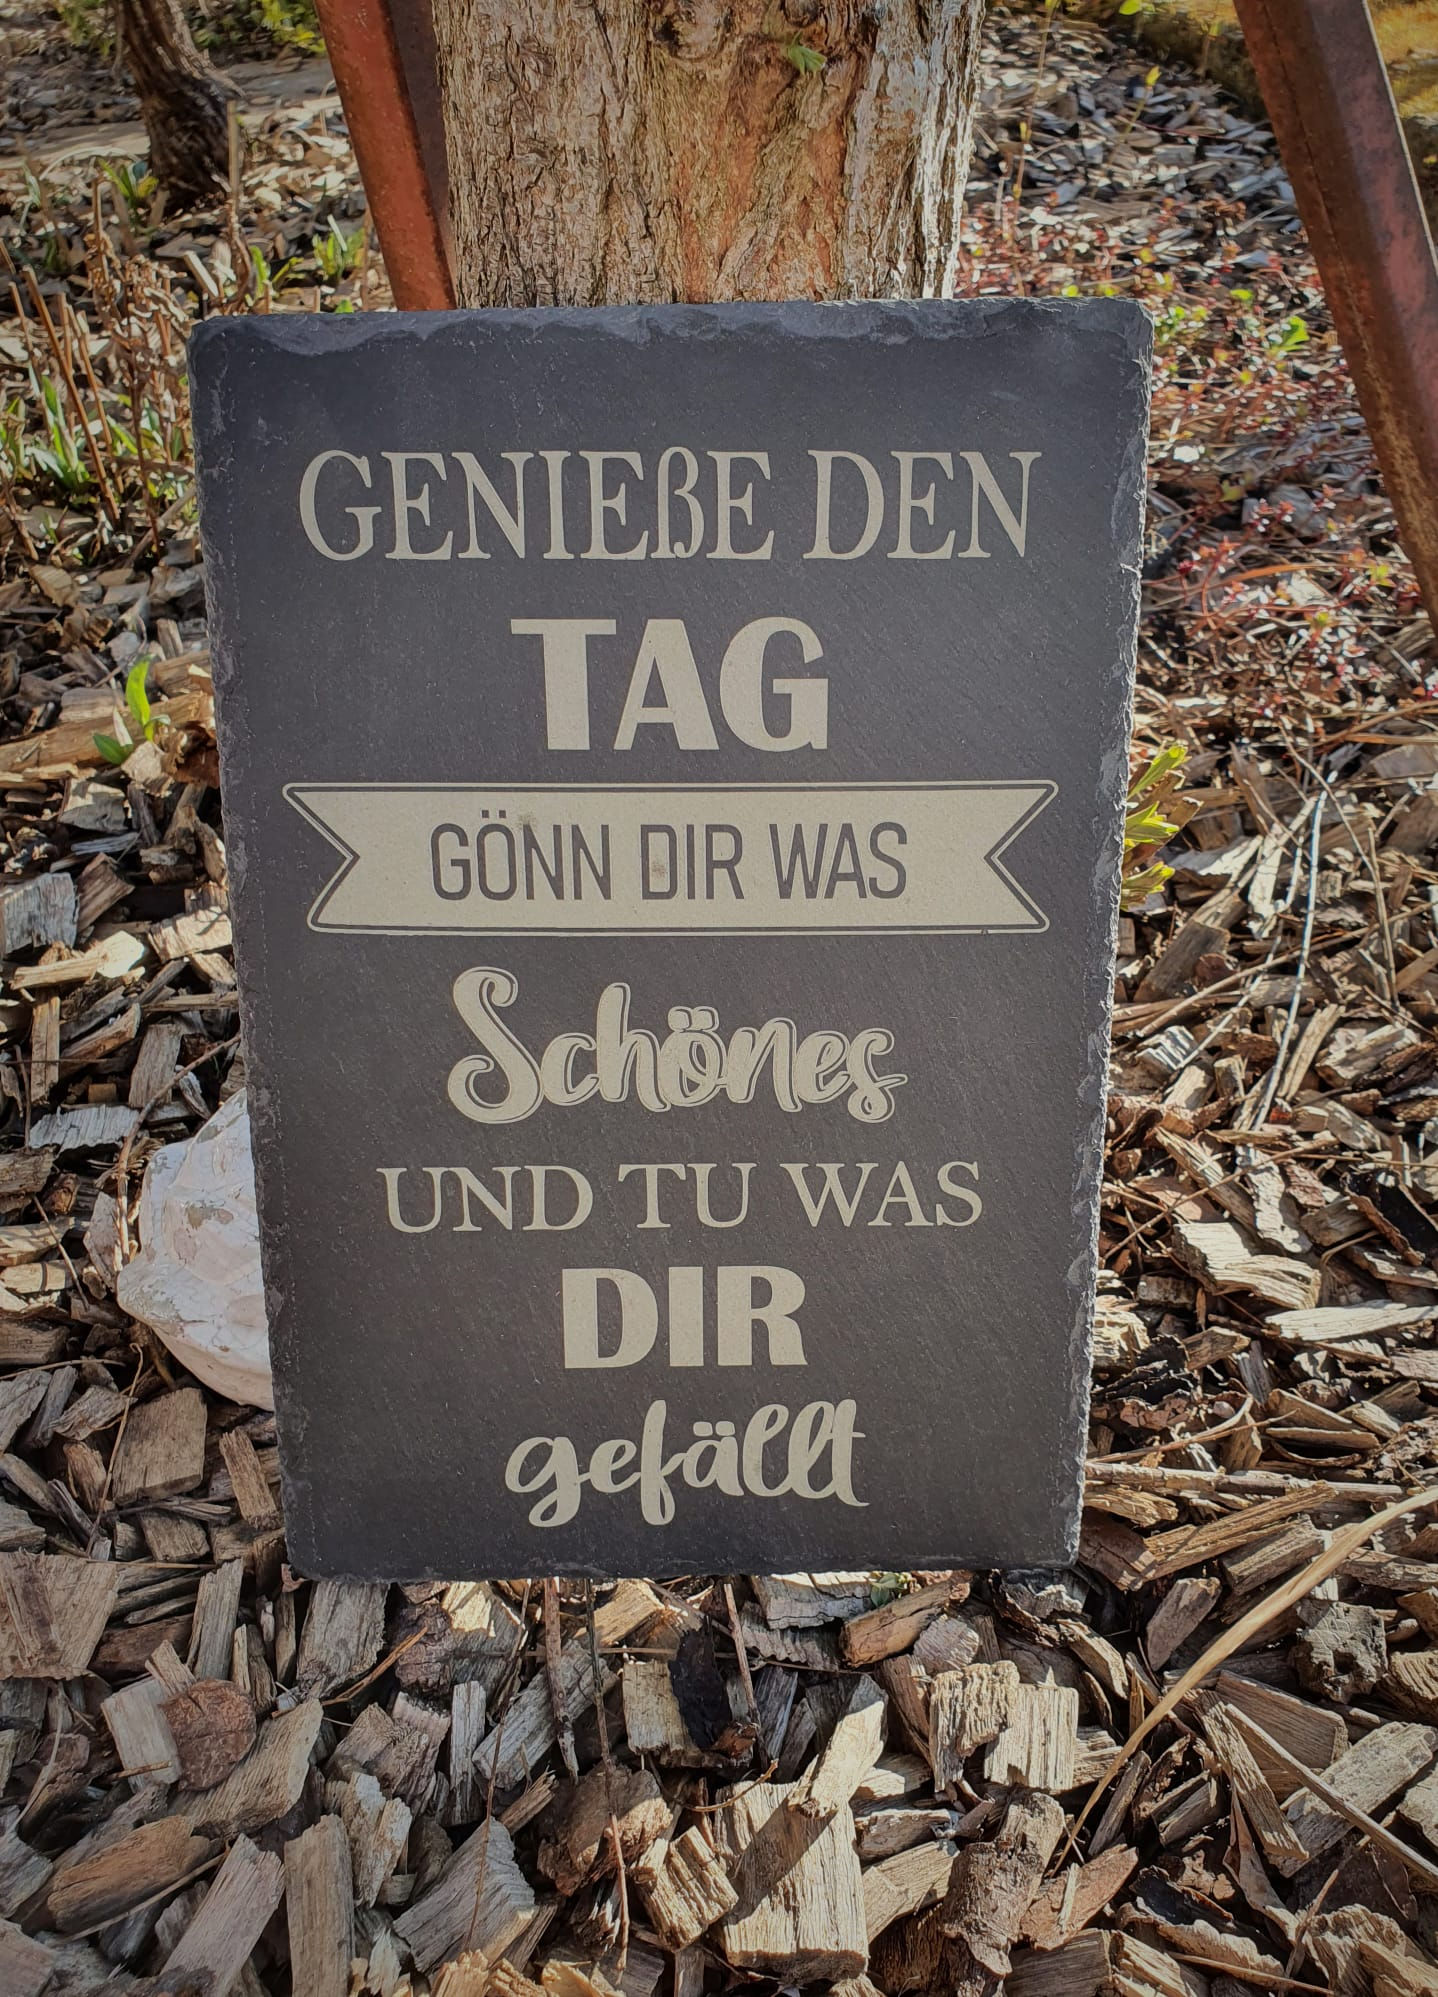 GENIEßE DEN
TAG
GÖNN DIR WAS
Schönes
UND TU WAS
DIR
gefällt